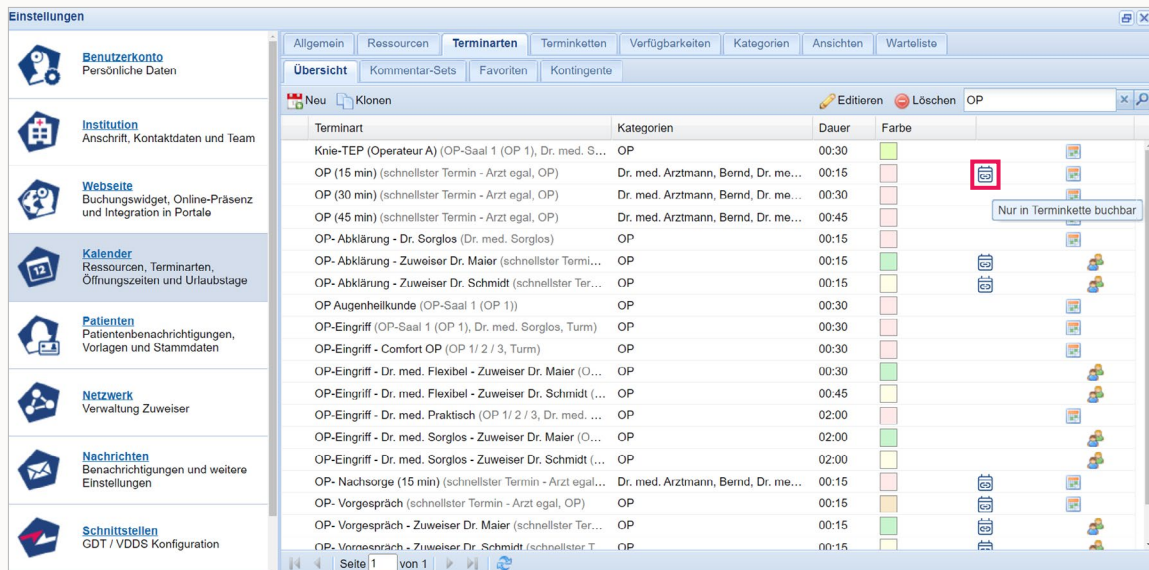 Einstellungen
Benutzerkonto
Persönliche Daten
Institution
Anschrift, Kontaktdaten und Team
Webseite
Buchungswidget, Online-Präsenz
und Integration in Portale
Kalender
Ressourcen, Terminarten,
Öffnungszeiten und Urlaubstage
Patienten
Patientenbenachrichtigungen,
Vorlagen und Stammdaten
Netzwerk
Verwaltung Zuweiser
Nachrichten
Benachrichtigungen und weitere
Einstellungen
Schnittstellen
GDT / VDDS Konfiguration
Allgemein Ressourcen Terminarten Terminketten Verfügbarkeiten Kategorien Ansichten Warteliste
Übersicht Kommentar-Sets Favoriten Kontingente
Neu Klonen Editieren Löschen OP
Terminart Kategorien Dauer Farbe
Knie-TEP (Operateur A) (OP-Saal 1 (OP 1), Dr. med. S... OP 00:30
OP (15 min) (schnellster Termin - Arzt egal, OP) Dr. med. Arztmann, Bernd, Dr. me... 00:15
OP (30 min) (schnellster Termin - Arzt egal, OP) Dr. med. Arztmann, Bernd, Dr. me... 00:30
OP (45 min) (schnellster Termin - Arzt egal, OP) Dr. med. Arztmann, Bernd, Dr. me... 00:45
Nur in Terminkette buchbar
OP- Abklärung - Dr. Sorglos (Dr. med. Sorglos) OP 00:15
OP- Abklärung - Zuweiser Dr. Maier (schnellster Termi... OP 00:15
OP- Abklärung - Zuweiser Dr. Schmidt (schnellster Ter... OP 00:15
OP Augenheilkunde (OP-Saal 1 (OP 1)) OP 00:30
OP-Eingriff (OP-Saal 1 (OP 1), Dr. med. Sorglos, Turm) OP 00:30
OP-Eingriff - Comfort OP (OP 1/ 2 / 3, Turm) OP 00:30
OP-Eingriff - Dr. med. Flexibel - Zuweiser Dr. Maier (O... OP 00:30
OP-Eingriff - Dr. med. Flexibel - Zuweiser Dr. Schmidt (... OP 00:45
OP-Eingriff - Dr. med. Praktisch (OP 1/ 2 / 3, Dr. med. ... OP 02:00
OP-Eingriff - Dr. med. Sorglos - Zuweiser Dr. Maier (O... OP 02:00
OP-Eingriff - Dr. med. Sorglos - Zuweiser Dr. Schmidt (... OP 02:00
OP- Nachsorge (15 min) (schnellster Termin - Arzt egal... Dr. med. Arztmann, Bernd, Dr. me... 00:15
OP- Vorgespräch (schnellster Termin - Arzt egal, OP) OP 00:15
OP- Vorgespräch - Zuweiser Dr. Maier (schnellster Ter... OP 00:15
OP- Vorgespräch - Zuweiser Dr. Schmidt (schnellster T... OP 00:15
Seite 1 von 1